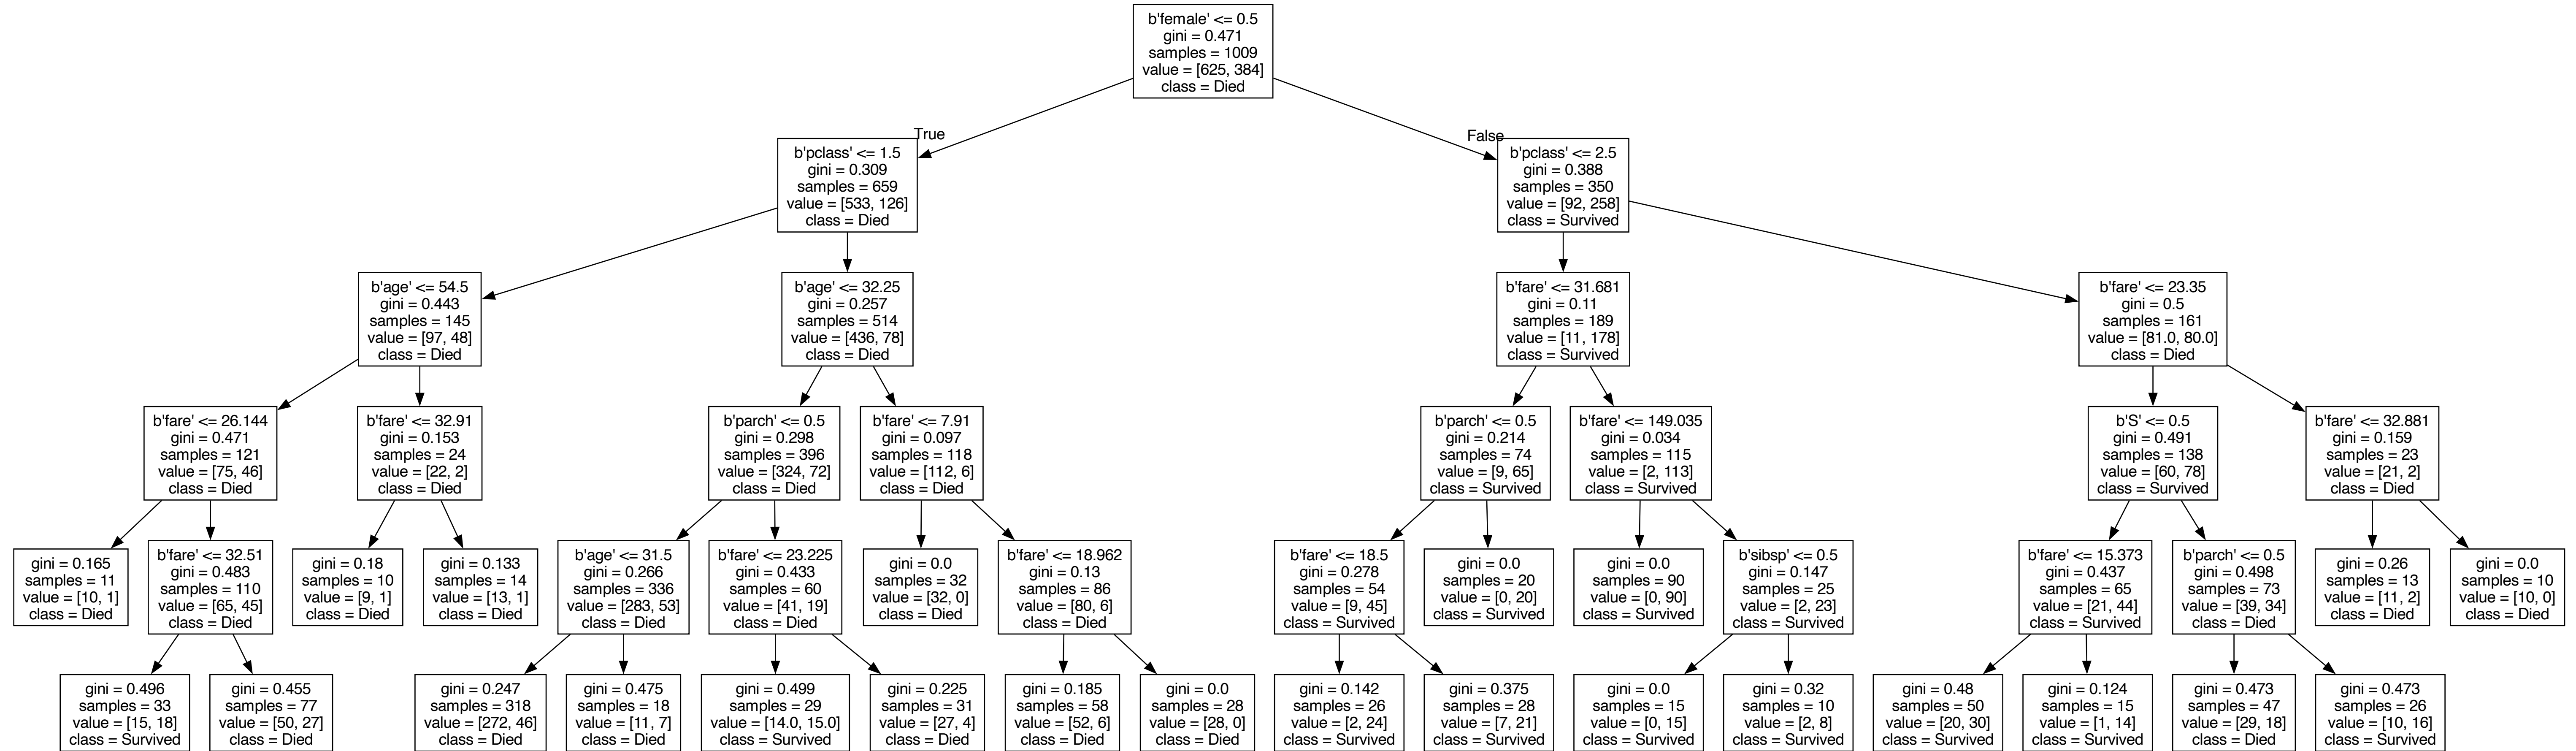 b'female' <= 0.5
gini = 0.471
samples = 1009
value = [625, 384]
class = Died
True
False
b'pclass' <= 1.5
gini = 0.309
samples = 659
value = [533, 126]
class = Died
b'pclass' <= 2.5
gini = 0.388
samples = 350
value = [92, 258]
class = Survived
b'age' <= 54.5
gini = 0.443
samples = 145
value = [97, 48]
class = Died
b'age' <= 32.25
gini = 0.257
samples = 514
value = [436, 78]
class = Died
b'fare' <= 31.681
gini = 0.11
samples = 189
value = [11, 178]
class = Survived
b'fare' <= 23.35
gini = 0.5
samples = 161
value = [81.0, 80.0]
class = Died
b'fare' <= 26.144
gini = 0.471
samples = 121
value = [75, 46]
class = Died
b'fare' <= 32.91
gini = 0.153
samples = 24
value = [22, 2]
class = Died
b'parch' <= 0.5
gini = 0.298
samples = 396
value = [324, 72]
class = Died
b'fare' <= 7.91
gini = 0.097
samples = 118
value = [112, 6]
class = Died
b'parch' <= 0.5
gini = 0.214
samples = 74
value = [9, 65]
class = Survived
b'fare' <= 149.035
gini = 0.034
samples = 115
value = [2, 113]
class = Survived
b'S' <= 0.5
gini = 0.491
samples = 138
value = [60, 78]
class = Survived
b'fare' <= 32.881
gini = 0.159
samples = 23
value = [21, 2]
class = Died
gini = 0.165
samples = 11
value = [10, 1]
class = Died
b'fare' <= 32.51
gini = 0.483
samples = 110
value = [65, 45]
class = Died
gini = 0.18
samples = 10
value = [9, 1]
class = Died
gini = 0.133
samples = 14
value = [13, 1]
class = Died
b'age' <= 31.5
gini = 0.266
samples = 336
value = [283, 53]
class = Died
b'fare' <= 23.225
gini = 0.433
samples = 60
value = [41, 19]
class = Died
gini = 0.0
samples = 32
value = [32, 0]
class = Died
b'fare' <= 18.962
gini = 0.13
samples = 86
value = [80, 6]
class = Died
b'fare' <= 18.5
gini = 0.278
samples = 54
value = [9, 45]
class = Survived
gini = 0.0
samples = 20
value = [0, 20]
class = Survived
gini = 0.0
samples = 90
value = [0, 90]
class = Survived
b'sibsp' <= 0.5
gini = 0.147
samples = 25
value = [2, 23]
class = Survived
b'fare' <= 15.373
gini = 0.437
samples = 65
value = [21, 44]
class = Survived
b'parch' <= 0.5
gini = 0.498
samples = 73
value = [39, 34]
class = Died
gini = 0.26
samples = 13
value = [11, 2]
class = Died
gini = 0.0
samples = 10
value = [10, 0]
class = Died
gini = 0.496
samples = 33
value = [15, 18]
class = Survived
gini = 0.455
samples = 77
value = [50, 27]
class = Died
gini = 0.247
samples = 318
value = [272, 46]
class = Died
gini = 0.475
samples = 18
value = [11, 7]
class = Died
gini = 0.499
samples = 29
value = [14.0, 15.0]
class = Survived
gini = 0.225
samples = 31
value = [27, 4]
class = Died
gini = 0.185
samples = 58
value = [52, 6]
class = Died
gini = 0.0
samples = 28
value = [28, 0]
class = Died
gini = 0.142
samples = 26
value = [2, 24]
class = Survived
gini = 0.375
samples = 28
value = [7, 21]
class = Survived
gini = 0.0
samples = 15
value = [0, 15]
class = Survived
gini = 0.32
samples = 10
value = [2, 8]
class = Survived
gini = 0.48
samples = 50
value = [20, 30]
class = Survived
gini = 0.124
samples = 15
value = [1, 14]
class = Survived
gini = 0.473
samples = 47
value = [29, 18]
class = Died
gini = 0.473
samples = 26
value = [10, 16]
class = Survived